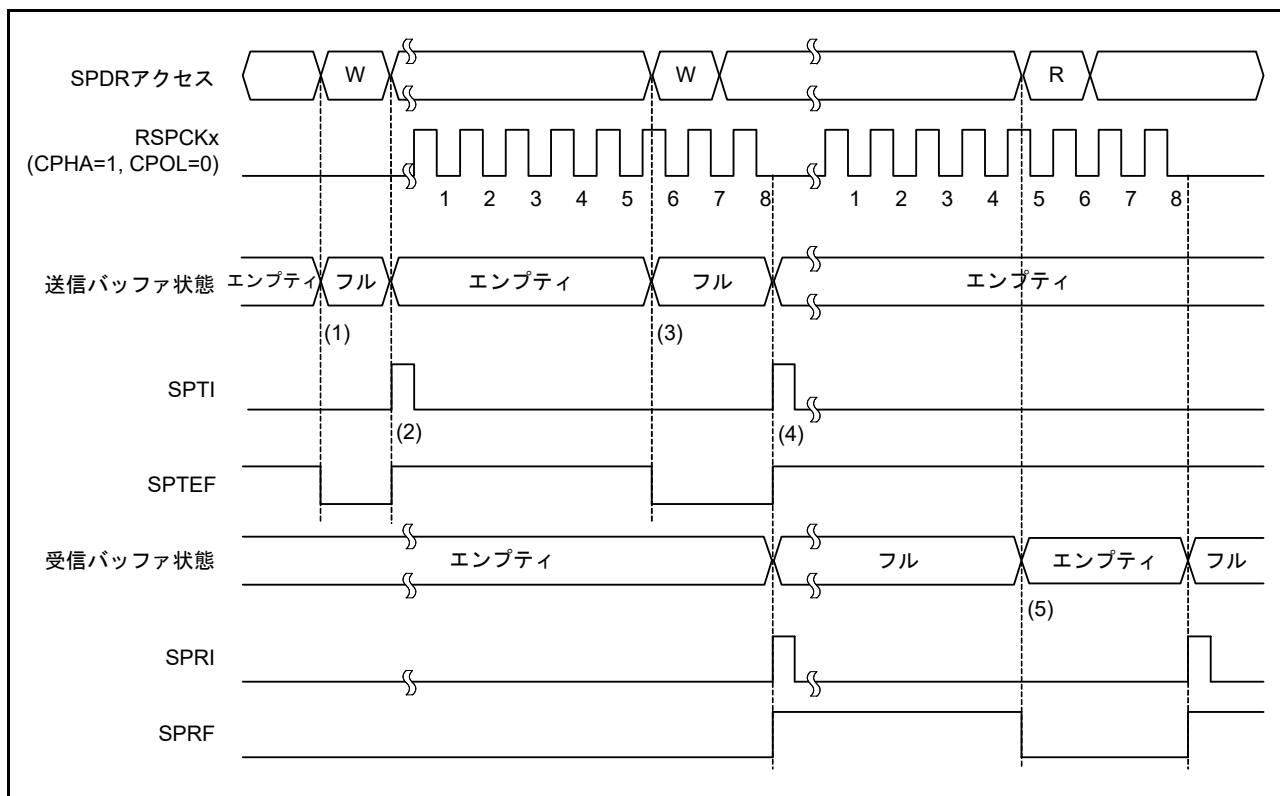 SPDRアクセス W W R
RSPCKx
(CPHA=1, CPOL=0)
1 2 3 4 5 6 7 8 1 2 3 4 5 6 7 8
送信バッファ状態 エンプティ フル エンプティ フル エンプティ
(1) (3)
SPTI
(2) (4)
SPTEF
受信バッファ状態 エンプティ フル エンプティ フル
(5)
SPRI
SPRF